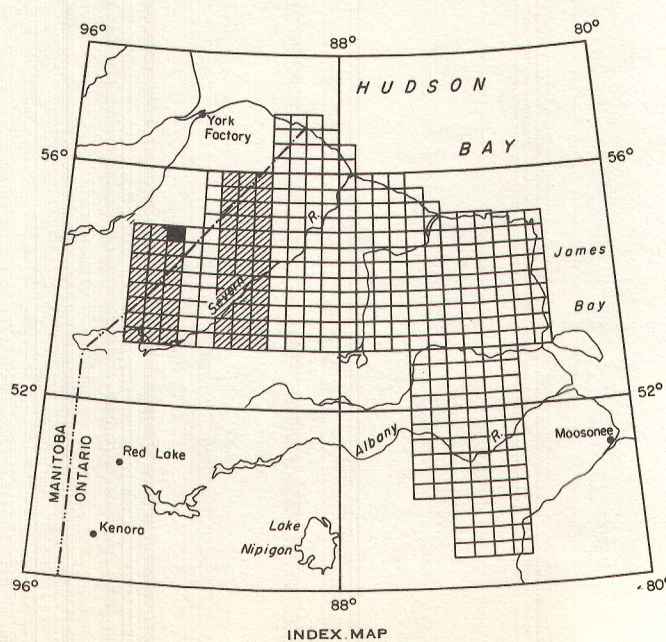 96°
88°
80°
HUDSON
BAY
York
Factory
56°
56°
R.
Severn
James
Bay
52°
52°
Albany
R.
Moosonee
MANITOBA
ONTARIO
Red Lake
Kenora
Lake
Nipigon
96°
88°
80°
INDEX MAP